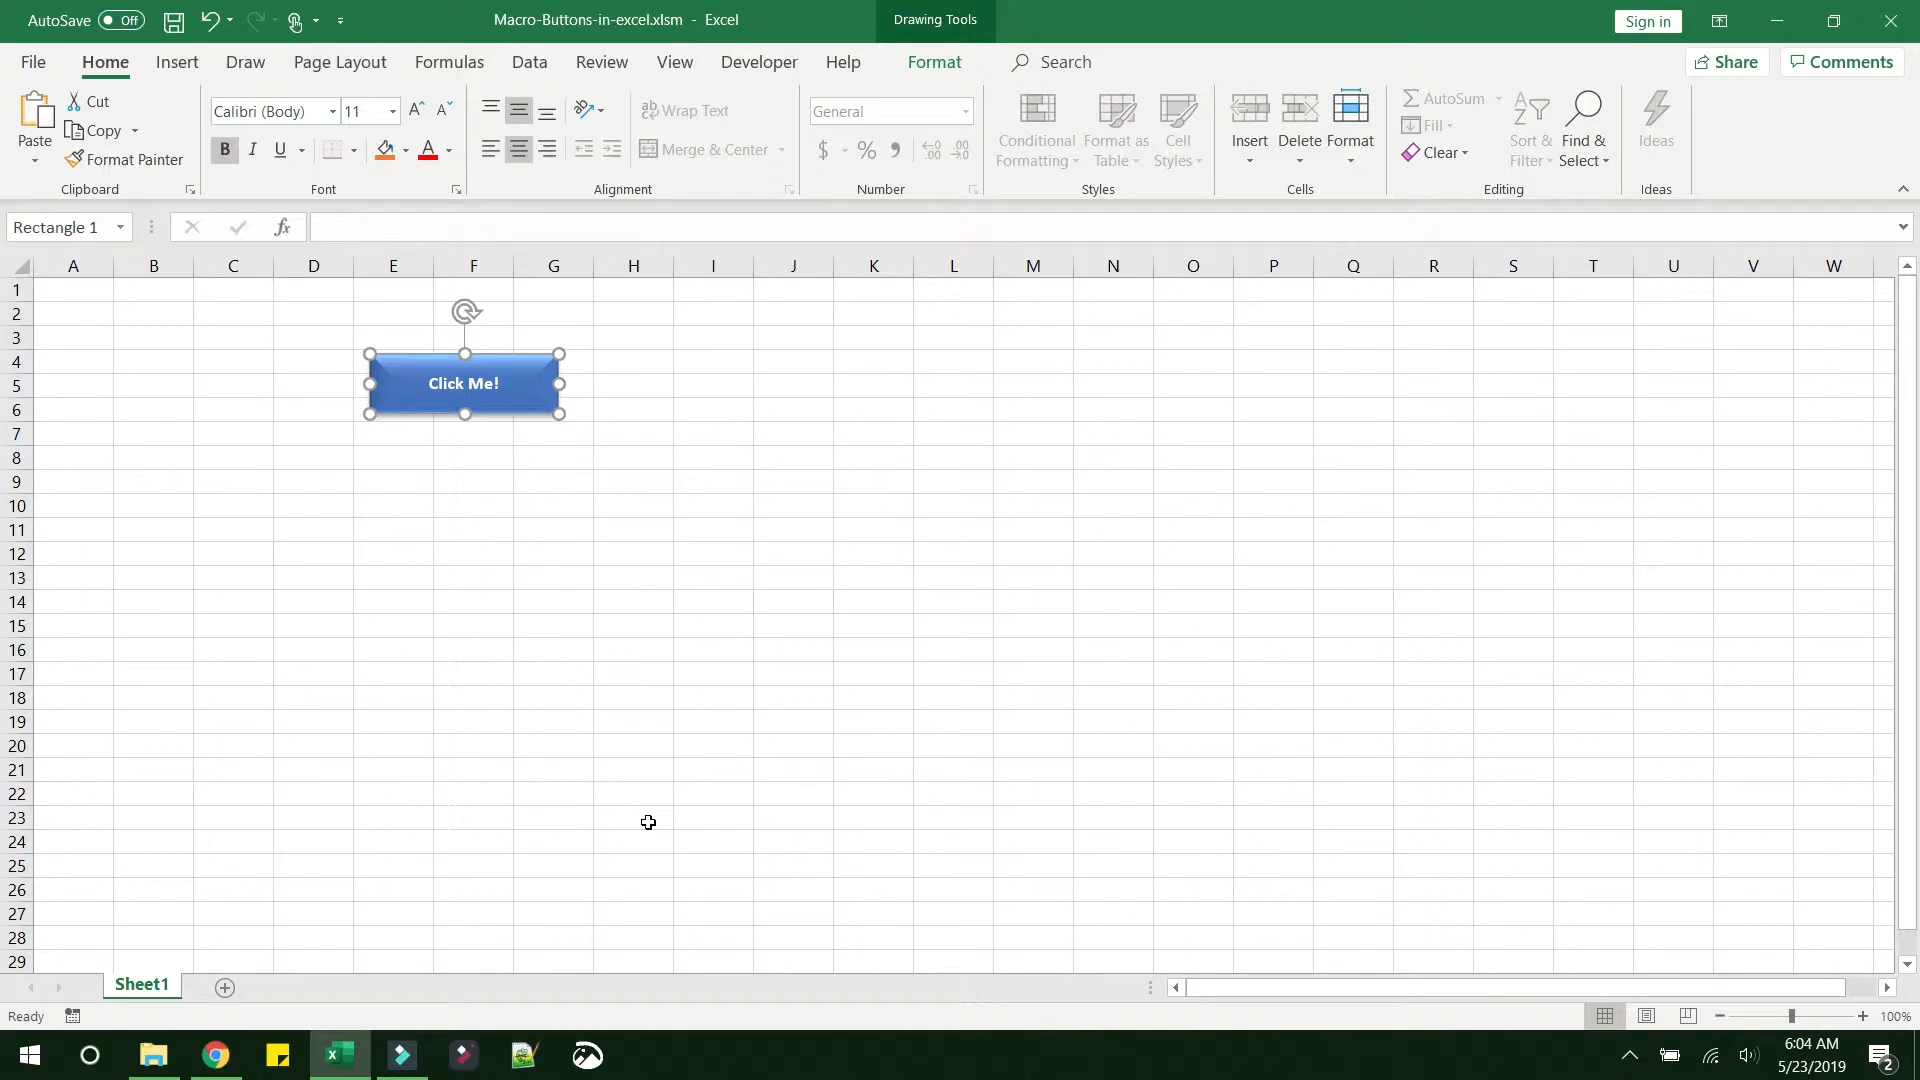 AutoSave Off Macro-Buttons-in-excel.xlsm - Excel Drawing Tools Sign in
File Home Insert Draw Page Layout Formulas Data Review View Developer Help Format Search Share Comments
Paste
Cut
Copy
Format Painter
Clipboard
Calibri (Body) 11
B I U A
Font
ab Wrap Text
Merge & Center
Alignment
General
$ % 9 .00 .00
Number
Conditional Formatting
Format as Table
Cell Styles
Styles
Insert Delete Format
Cells
AutoSum
Fill
Clear
Sort & Filter
Find & Select
Editing
Ideas
Ideas
Rectangle 1 fx
A B C D E F G H I J K L M N O P Q R S T U V W
1
2
3
4
5
6
7
8
9
10
11
12
13
14
15
16
17
18
19
20
21
22
23
24
25
26
27
28
29
Click Me!
Sheet1
Ready 100%
6:04 AM
5/23/2019
2